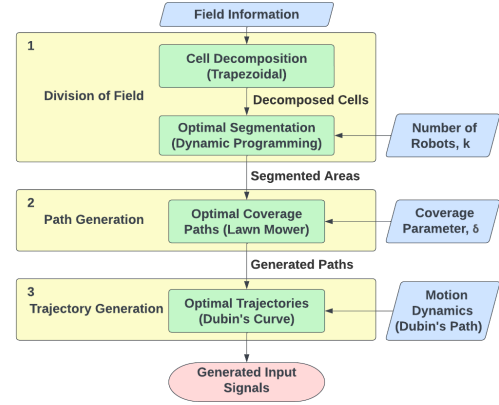 Field Information
1
Cell Decomposition
(Trapezoidal)
Division of Field
Decomposed Cells
Optimal Segmentation
(Dynamic Programming)
Number of
Robots, k
Segmented Areas
2
Path Generation
Optimal Coverage
Paths (Lawn Mower)
Coverage
Parameter, δ
Generated Paths
3
Trajectory Generation
Optimal Trajectories
(Dubin's Curve)
Motion
Dynamics
(Dubin's Path)
Generated Input
Signals